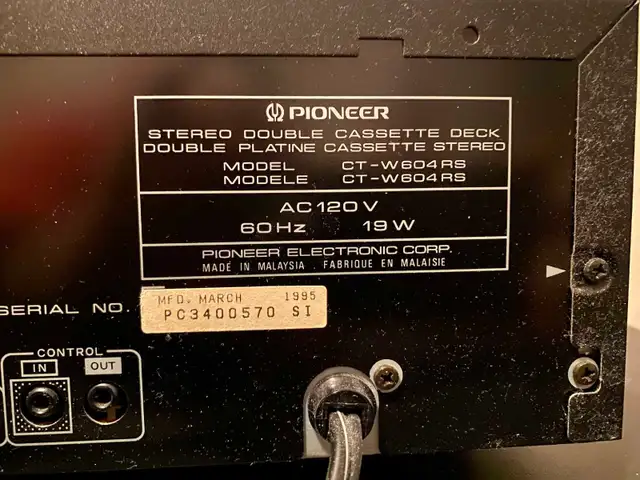 PIONEER
STEREO DOUBLE CASSETTE DECK
DOUBLE PLATINE CASSETTE STEREO
MODEL CT-W604RS
MODELE CT-W604RS
AC 120 V
60 Hz 19 W
PIONEER ELECTRONIC CORP.
MADE IN MALAYSIA FABRIQUE EN MALAISIE
SERIAL NO.
MFD. MARCH 1995
PC3400570 SI
CONTROL
IN OUT